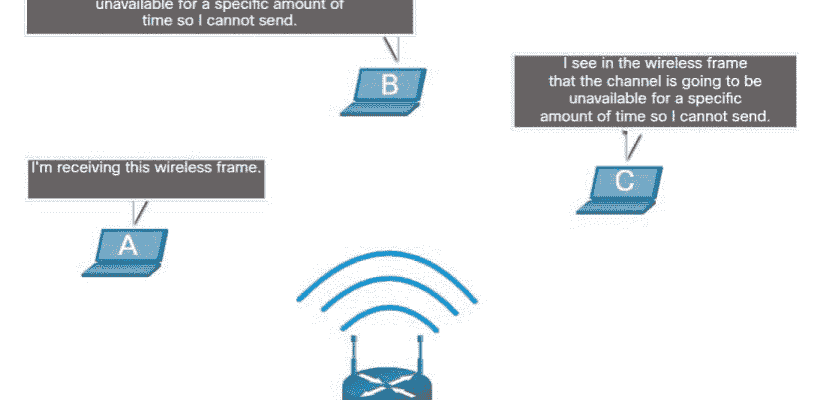 unavailable for a specific amount of
time so I cannot send.
B
I see in the wireless frame
that the channel is going to be
unavailable for a specific
amount of time so I cannot send.
I'm receiving this wireless frame.
C
A